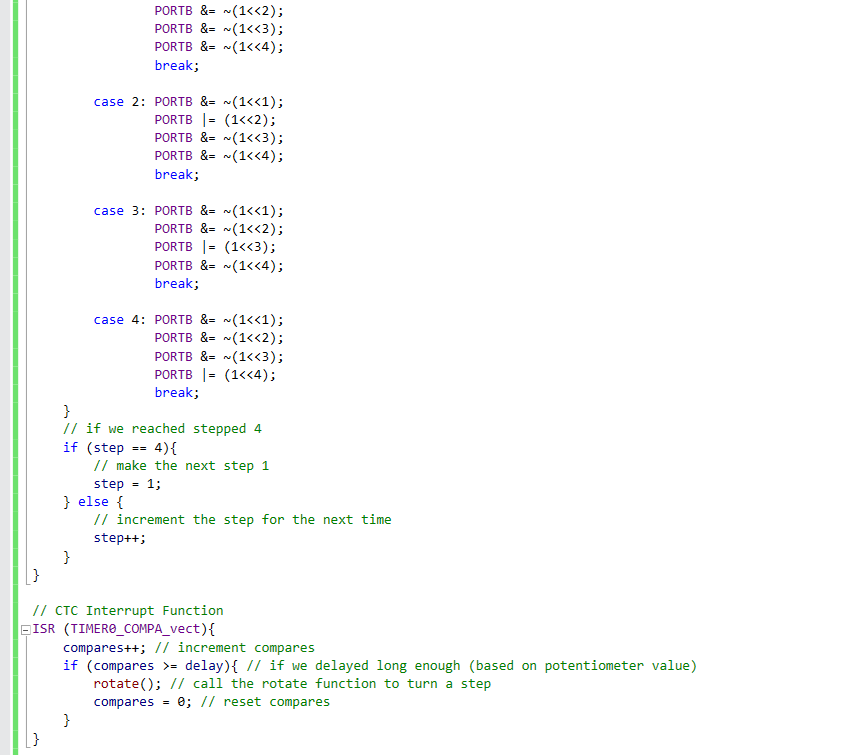 PORTB &= ~(1<<2);
PORTB &= ~(1<<3);
PORTB &= ~(1<<4);
break;
case 2: PORTB &= ~(1<<1);
PORTB |= (1<<2);
PORTB &= ~(1<<3);
PORTB &= ~(1<<4);
break;
case 3: PORTB &= ~(1<<1);
PORTB &= ~(1<<2);
PORTB |= (1<<3);
PORTB &= ~(1<<4);
break;
case 4: PORTB &= ~(1<<1);
PORTB &= ~(1<<2);
PORTB &= ~(1<<3);
PORTB |= (1<<4);
break;
}
// if we reached stepped 4
if (step == 4){
// make the next step 1
step = 1;
} else {
// increment the step for the next time
step++;
}
}
// CTC Interrupt Function
ISR (TIMER0_COMPA_vect){
compares++; // increment compares
if (compares >= delay){ // if we delayed long enough (based on potentiometer value)
rotate(); // call the rotate function to turn a step
compares = 0; // reset compares
}
}